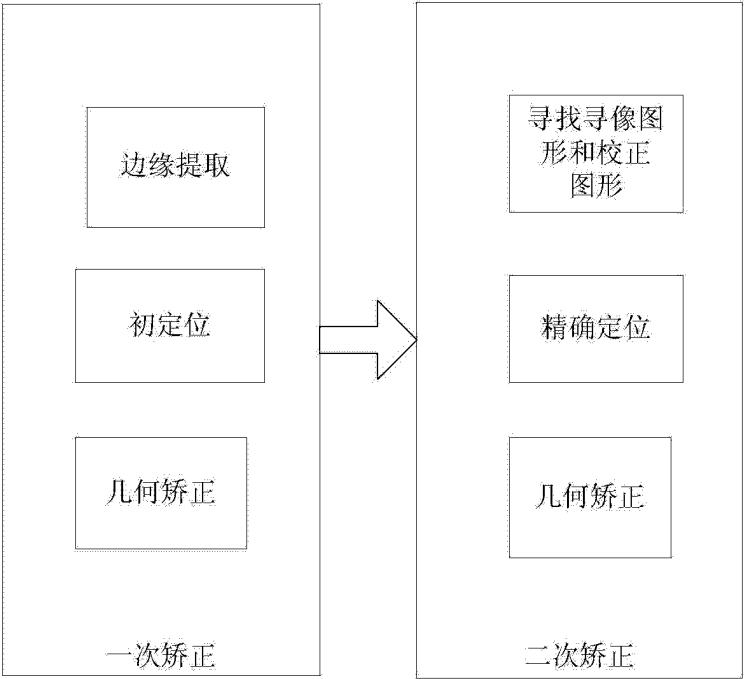 边缘提取
初定位
几何矫正
一次矫正
寻找寻像图
形和校正
图形
精确定位
几何矫正
二次矫正